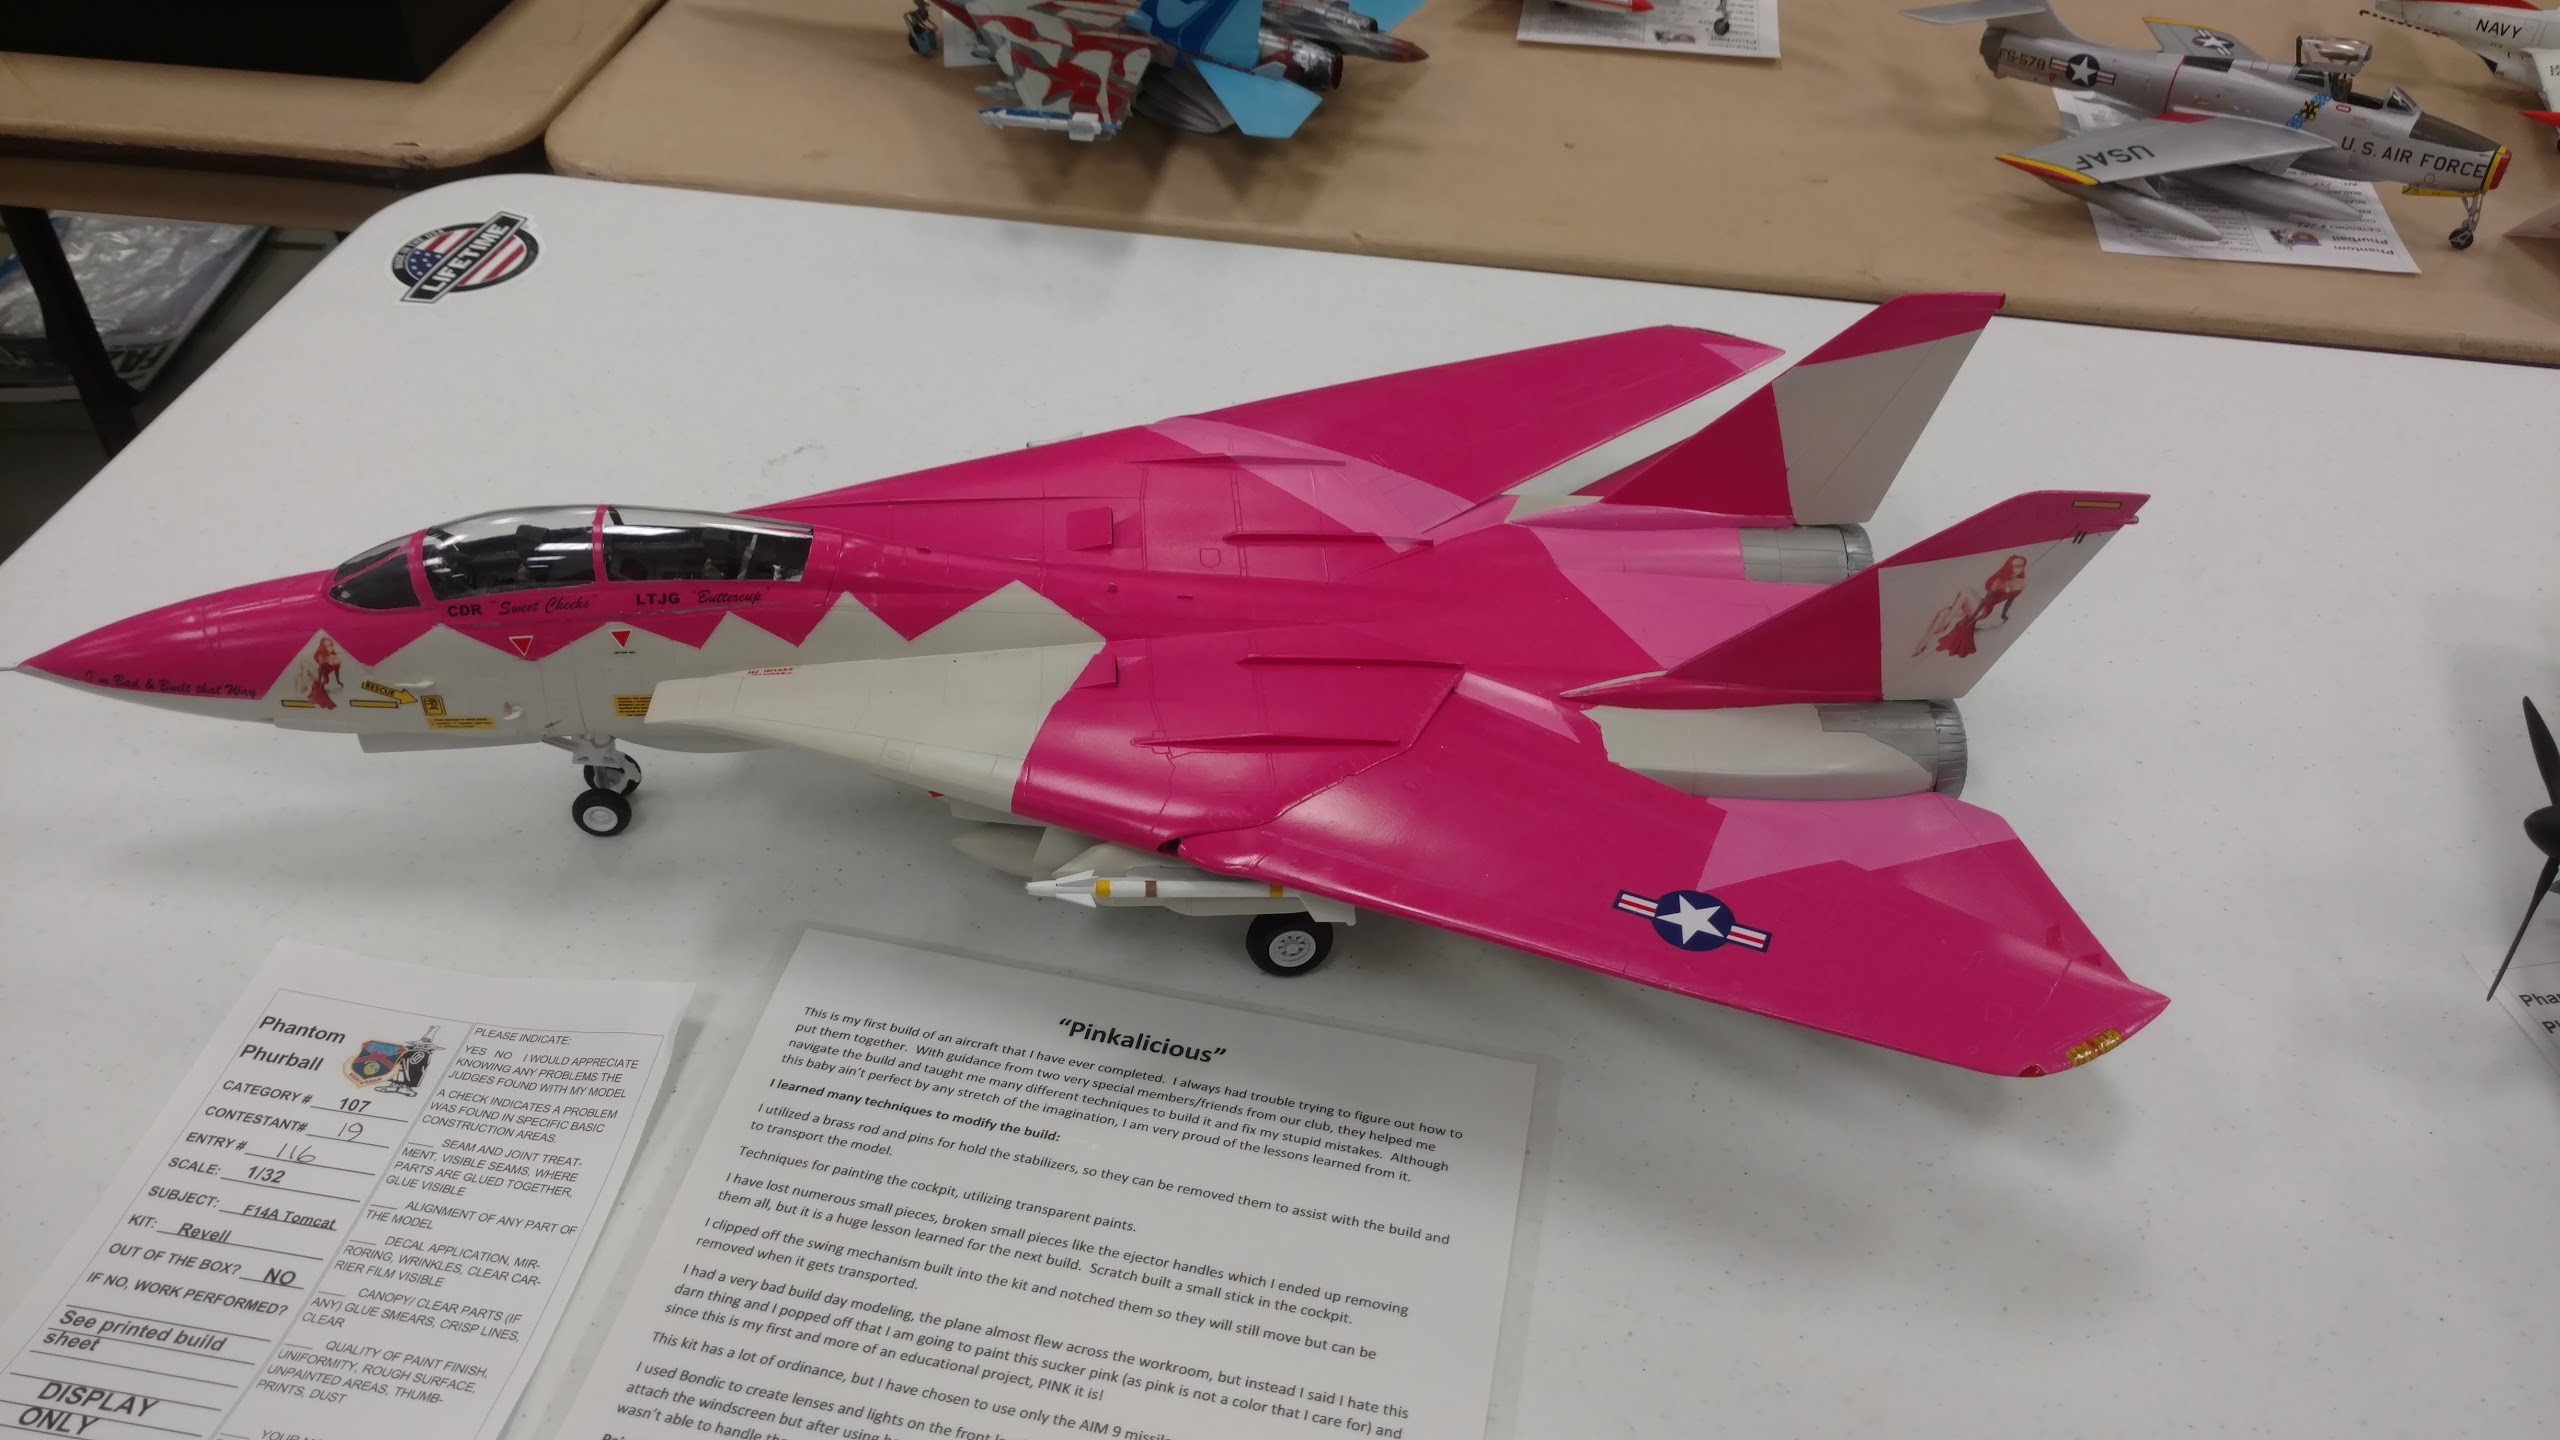 NAVY
FS-578
USAF
U. S. AIR FORCE
Phantom
Phurball
MADE IN THE USA
LIFETIME
CDR "Sweet Cheeks"
LTJG "Buttercup"
I'm Bad & Built that Way
RESCUE
Phantom
Phurball
CATEGORY # 107
CONTESTANT# 19
ENTRY # 116
SCALE: 1/32
SUBJECT: F14A Tomcat
KIT: Revell
OUT OF THE BOX? NO
IF NO, WORK PERFORMED?
See printed build
sheet
DISPLAY
ONLY
PLEASE INDICATE:
YES NO I WOULD APPRECIATE
KNOWING ANY PROBLEMS THE
JUDGES FOUND WITH MY MODEL
A CHECK INDICATES A PROBLEM
WAS FOUND IN SPECIFIC BASIC
CONSTRUCTION AREAS.
___ SEAM AND JOINT TREAT-
MENT, VISIBLE SEAMS, WHERE
PARTS ARE GLUED TOGETHER,
GLUE VISIBLE
___ ALIGNMENT OF ANY PART OF
THE MODEL
___ DECAL APPLICATION, MIR-
RORING, WRINKLES, CLEAR CAR-
RIER FILM VISIBLE
___ CANOPY/ CLEAR PARTS (IF
ANY) GLUE SMEARS, CRISP LINES,
CLEAR
___ QUALITY OF PAINT FINISH,
UNIFORMITY, ROUGH SURFACE,
UNPAINTED AREAS, THUMB-
PRINTS, DUST
"Pinkalicious"
This is my first build of an aircraft that I have ever completed. I always had trouble trying to figure out how to
put them together. With guidance from two very special members/friends from our club, they helped me
navigate the build and taught me many different techniques to build it and fix my stupid mistakes. Although
this baby ain't perfect by any stretch of the imagination, I am very proud of the lessons learned from it.
I learned many techniques to modify the build:
I utilized a brass rod and pins for hold the stabilizers, so they can be removed them to assist with the build and
to transport the model.
Techniques for painting the cockpit, utilizing transparent paints.
I have lost numerous small pieces, broken small pieces like the ejector handles which I ended up removing
them all, but it is a huge lesson learned for the next build. Scratch built a small stick in the cockpit.
I clipped off the swing mechanism built into the kit and notched them so they will still move but can be
removed when it gets transported.
I had a very bad build day modeling, the plane almost flew across the workroom, but instead I said I hate this
darn thing and I popped off that I am going to paint this sucker pink (as pink is not a color that I care for) and
since this is my first and more of an educational project, PINK it is!
This kit has a lot of ordinance, but I have chosen to use only the AIM 9
I used Bondic to create lenses and lights on the front
attach the windscreen but after using
wasn't able to handle